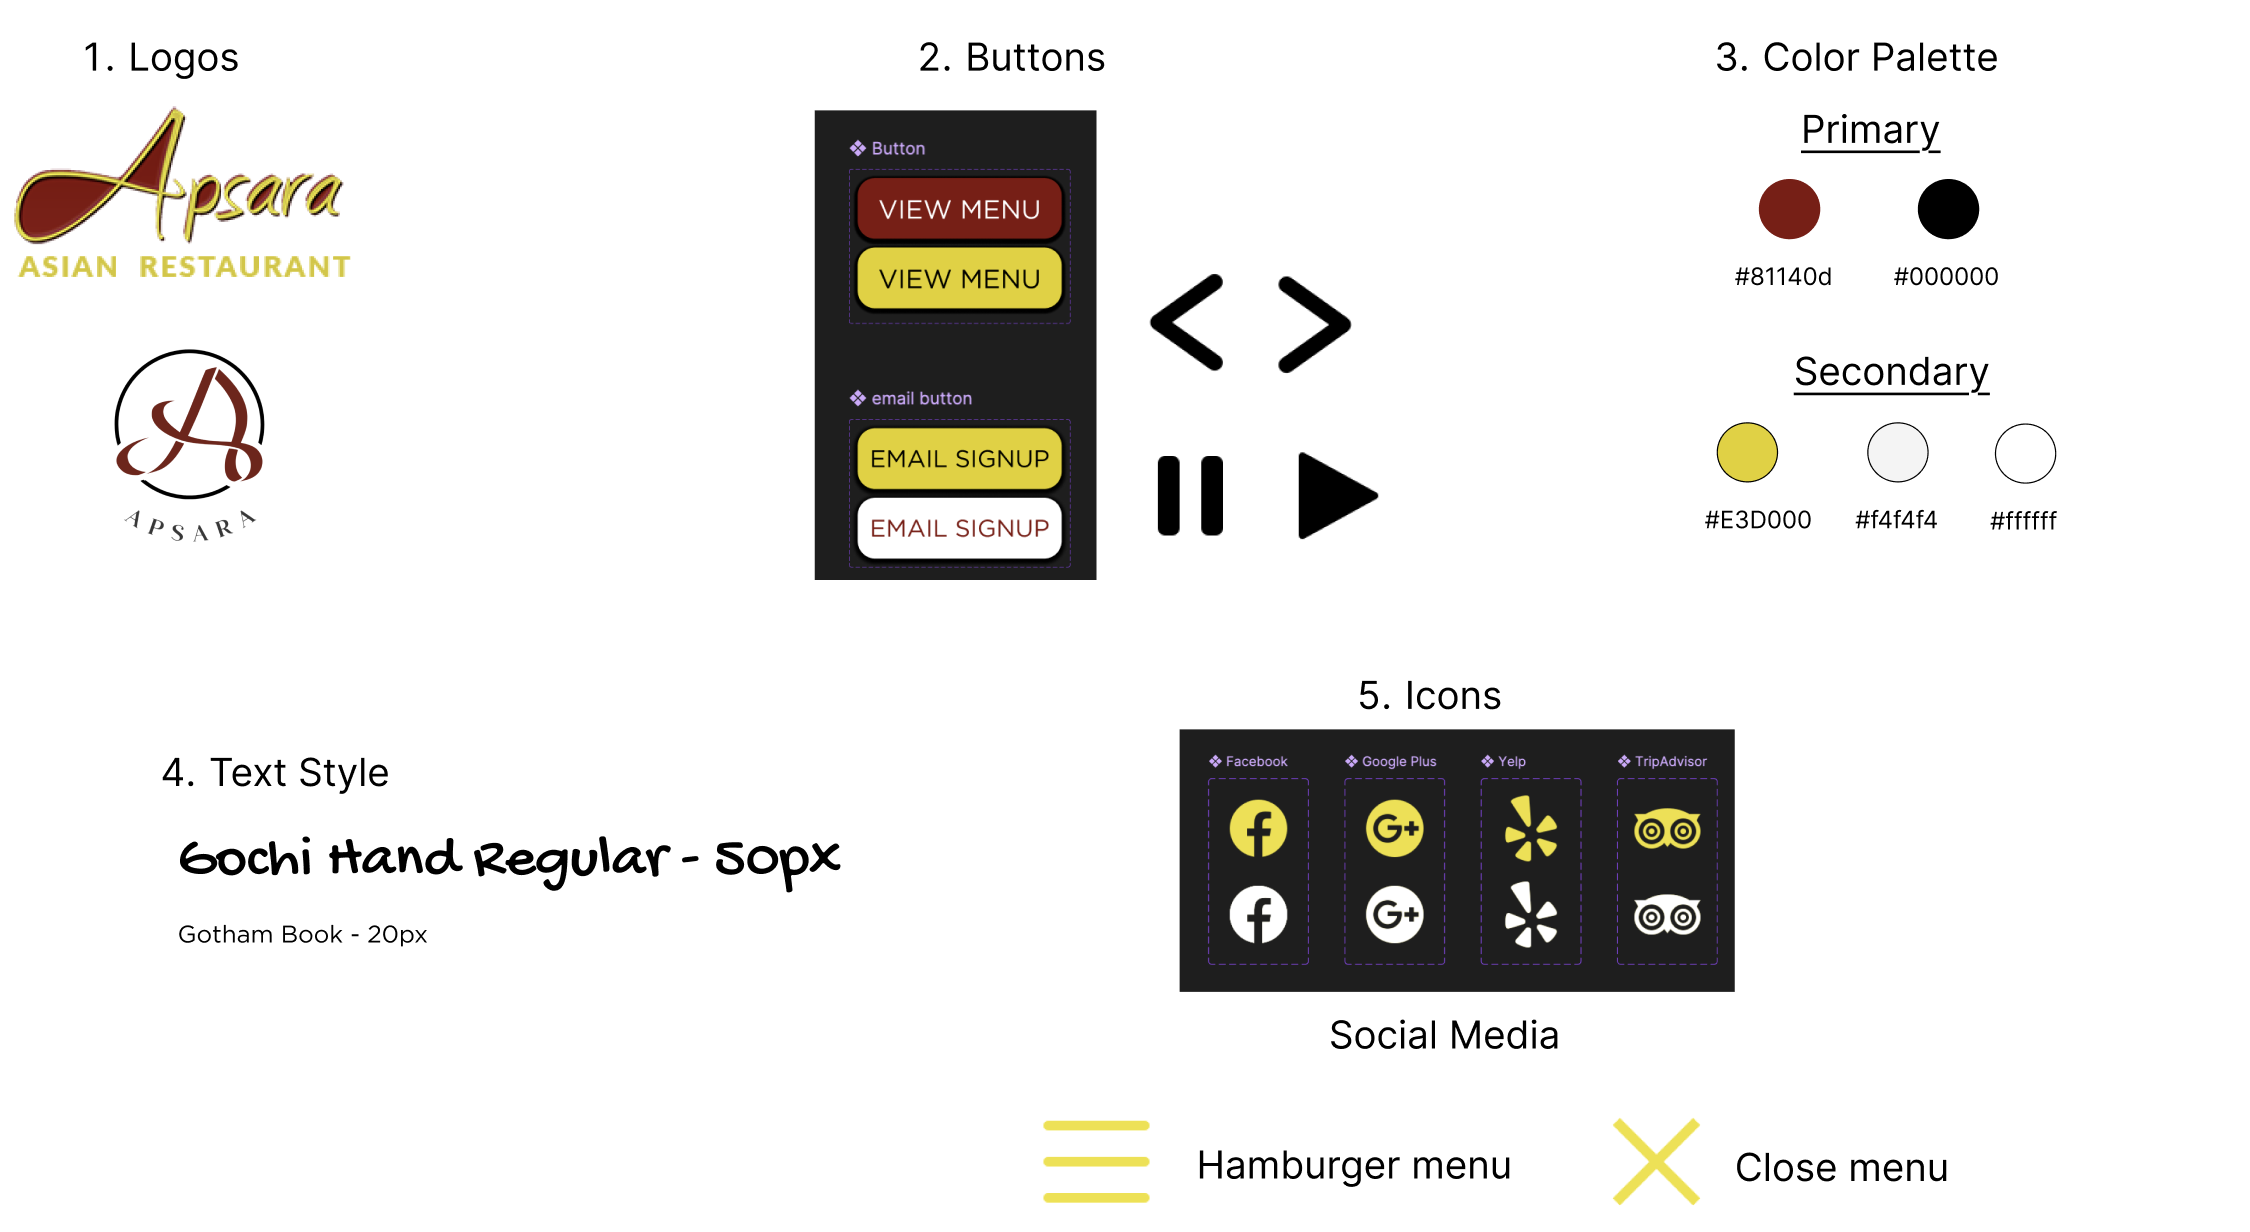 1. Logos
Apsara
ASIAN RESTAURANT
APSARA
2. Buttons
Button
VIEW MENU
VIEW MENU
email button
EMAIL SIGNUP
EMAIL SIGNUP
3. Color Palette
Primary
#81140d #000000
Secondary
#E3D000 #f4f4f4 #ffffff
4. Text Style
Gochi Hand Regular - 50px
Gotham Book - 20px
5. Icons
Facebook Google Plus Yelp TripAdvisor
Social Media
Hamburger menu Close menu